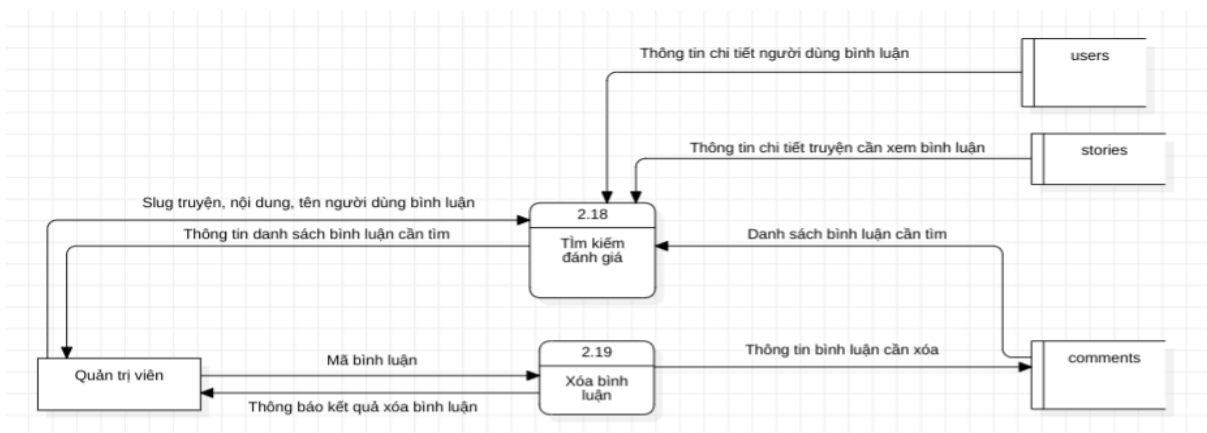 Thông tin chi tiết người dùng bình luận
users
Thông tin chi tiết truyện cần xem bình luận
stories
Slug truyện, nội dung, tên người dùng bình luận
2.18
Thông tin danh sách bình luận cần tìm
TÌm kiếm
đánh giá
Danh sách bình luận cần tìm
Quản trị viên
Mã bình luận
2.19
Thông tin bình luận cần xóa
comments
Xóa bình
luận
Thông báo kết quả xóa bình luận